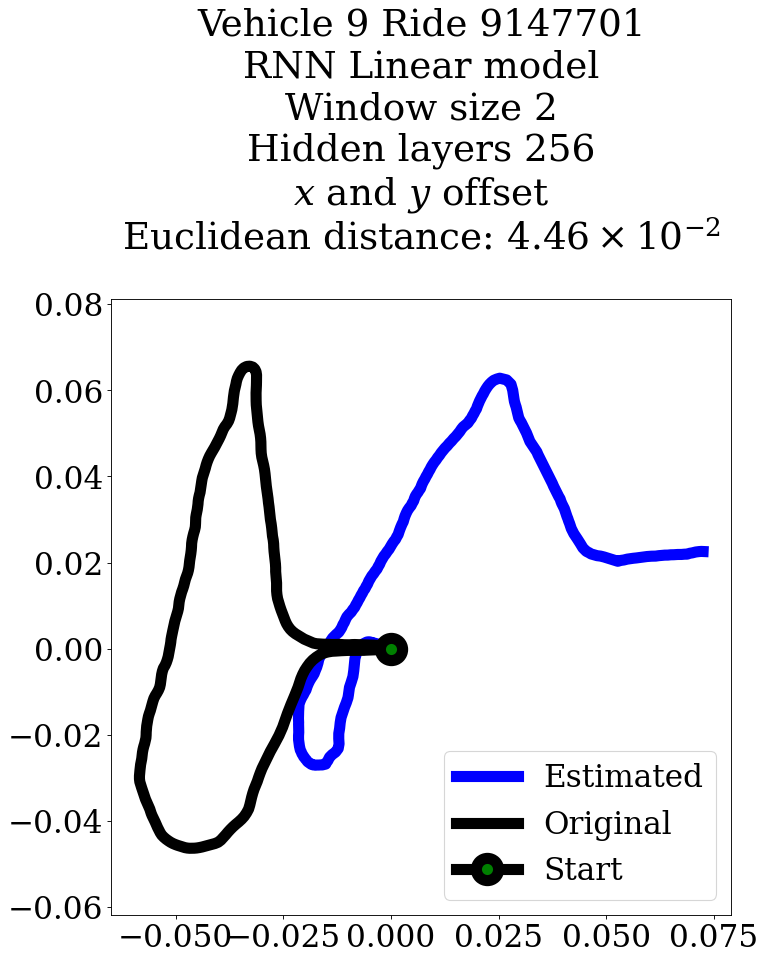 Vehicle 9 Ride 9147701
RNN Linear model
Window size 2
Hidden layers 256
x and y offset
Euclidean distance: 4.46 × 10⁻²
0.08
0.06
0.04
0.02
0.00
−0.02
−0.04
−0.06
−0.050 −0.025 0.000 0.025 0.050 0.075
Estimated
Original
Start